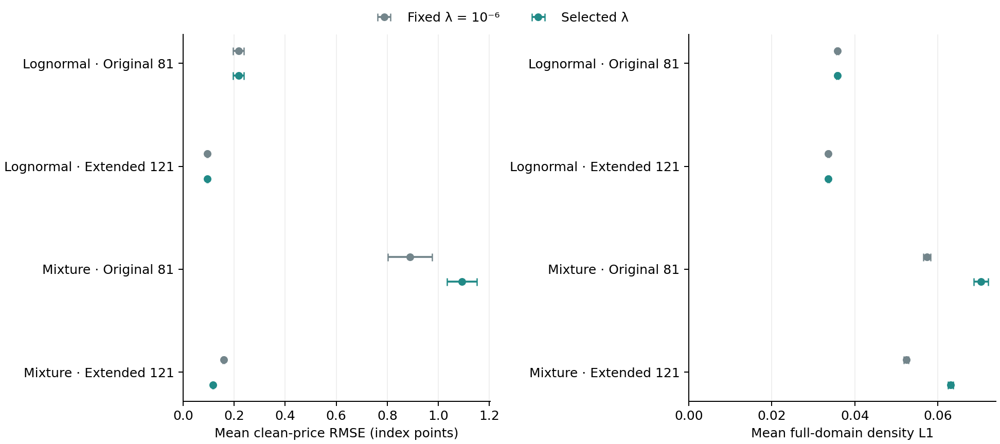 Fixed λ = 10⁻⁶
Selected λ
Lognormal · Original 81
Lognormal · Extended 121
Mixture · Original 81
Mixture · Extended 121
0.0 0.2 0.4 0.6 0.8 1.0 1.2
Mean clean-price RMSE (index points)
Lognormal · Original 81
Lognormal · Extended 121
Mixture · Original 81
Mixture · Extended 121
0.00 0.02 0.04 0.06
Mean full-domain density L1